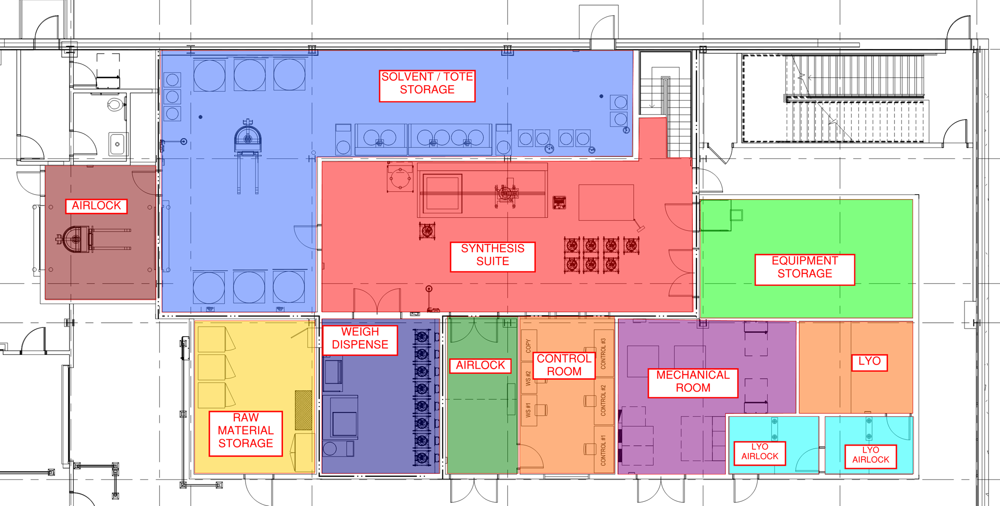 SOLVENT / TOTE
STORAGE
AIRLOCK
SYNTHESIS
SUITE
EQUIPMENT
STORAGE
WEIGH
DISPENSE
AIRLOCK
COPY
WS #2
WS #1
CONTROL
ROOM
CONTROL #3
CONTROL #2
CONTROL #1
MECHANICAL
ROOM
LYO
RAW
MATERIAL
STORAGE
LYO
AIRLOCK
LYO
AIRLOCK